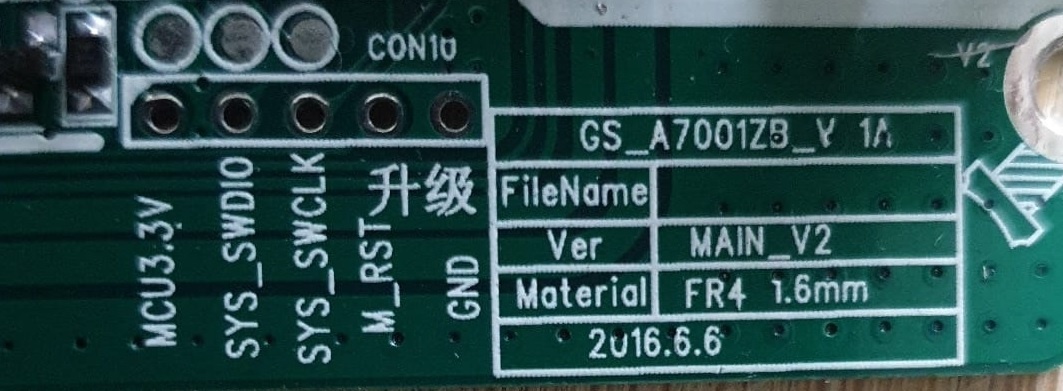 CON10
V2
MCU3.3V
SYS_SWDIO
SYS_SWCLK
M_RST
升级
GND
GS_A7001ZB_V 1A
FileName
Ver MAIN_V2
Material FR4 1.6mm
2016.6.6